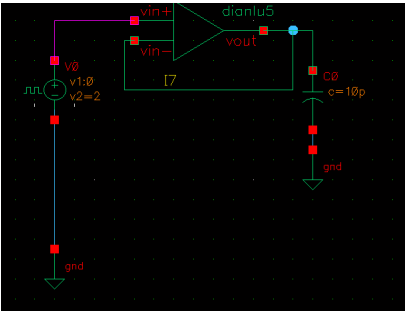 vin+
dianlu5
vout
vin−
I7
V0
v1:0
v2=2
C0
c=10p
gnd
gnd